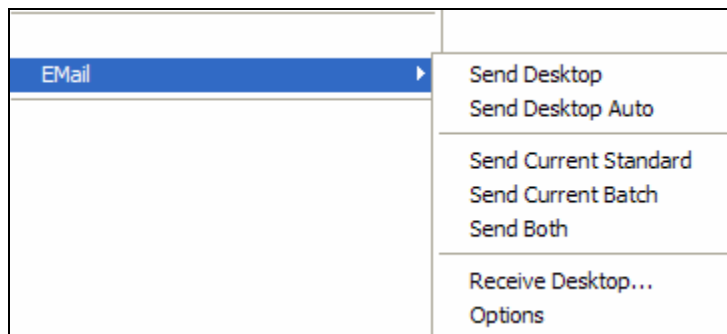 EMail
Send Desktop
Send Desktop Auto
Send Current Standard
Send Current Batch
Send Both
Receive Desktop...
Options